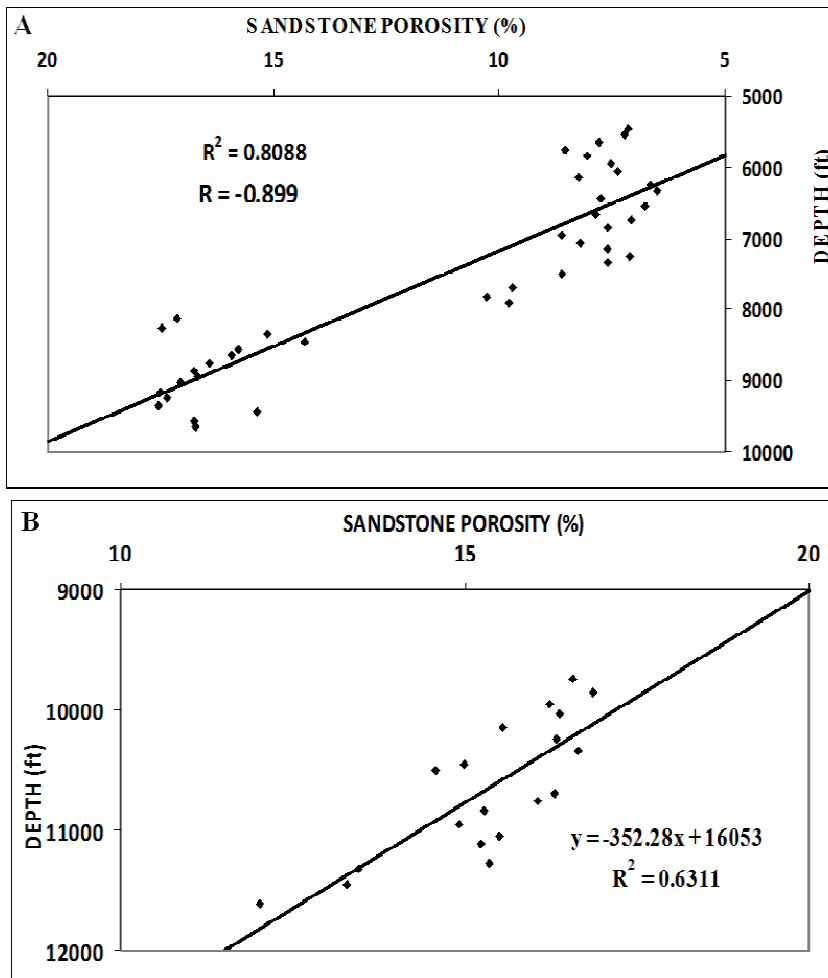 A
SANDSTONE POROSITY (%)
20 15 10 5
5000
R² = 0.8088
6000
R = -0.899
7000
DEPTH (ft)
8000
9000
10000
B
SANDSTONE POROSITY (%)
10 15 20
9000
10000
DEPTH (ft)
11000
y = -352.28x + 16053
R² = 0.6311
12000